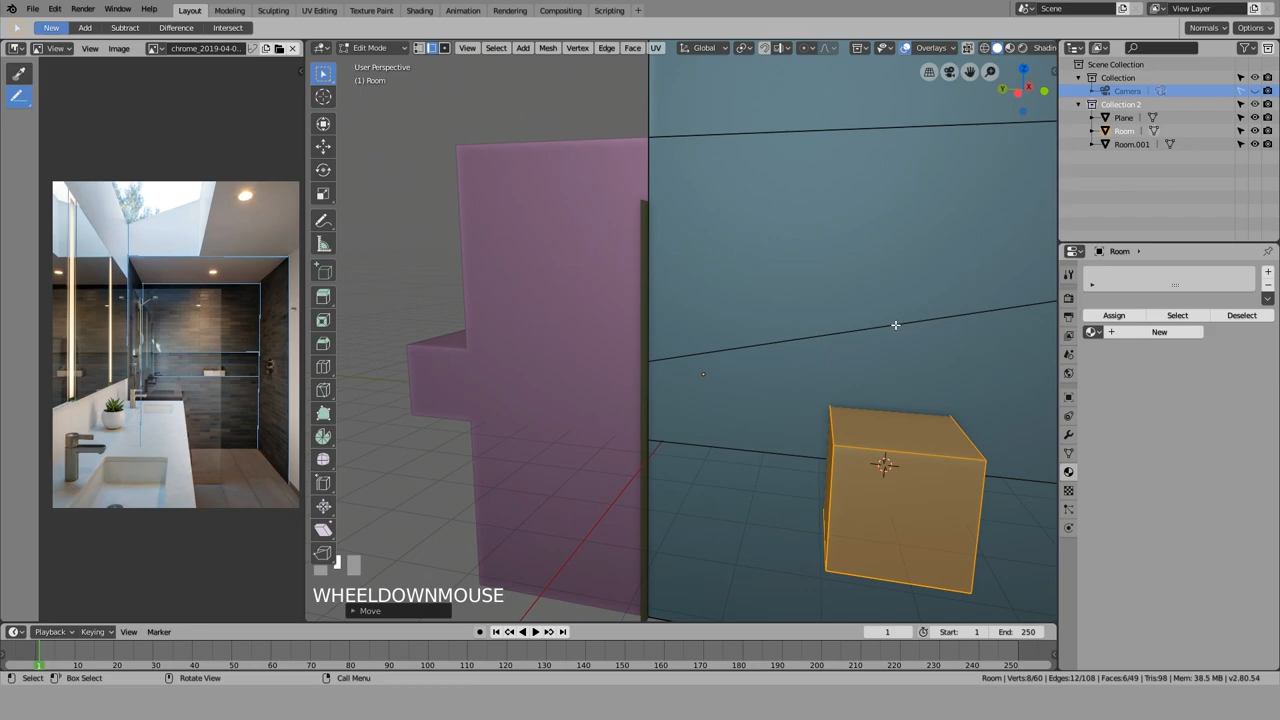 File Edit Render Window Help Layout Modeling Sculpting UV Editing Texture Paint Shading Animation Rendering Compositing Scripting + Scene View Layer
New Add Subtract Difference Intersect Normals Options
View View Image chrome_2019-04-0... Edit Mode View Select Add Mesh Vertex Edge Face UV Global Overlays Shadin
User Perspective
(1) Room
Scene Collection
Collection
Camera
Collection 2
Plane
Room
Room.001
Room
Assign Select Deselect
New
WHEELDOWNMOUSE
Move
Playback Keying View Marker 1 Start: 1 End: 250
1 10 20 30 40 50 60 70 80 90 100 110 120 130 140 150 160 170 180 190 200 210 220 230 240 250
Select Box Select Rotate View Call Menu Room | Verts:8/60 | Edges:12/108 | Faces:6/49 | Tris:98 | Mem: 38.5 MB | v2.80.54